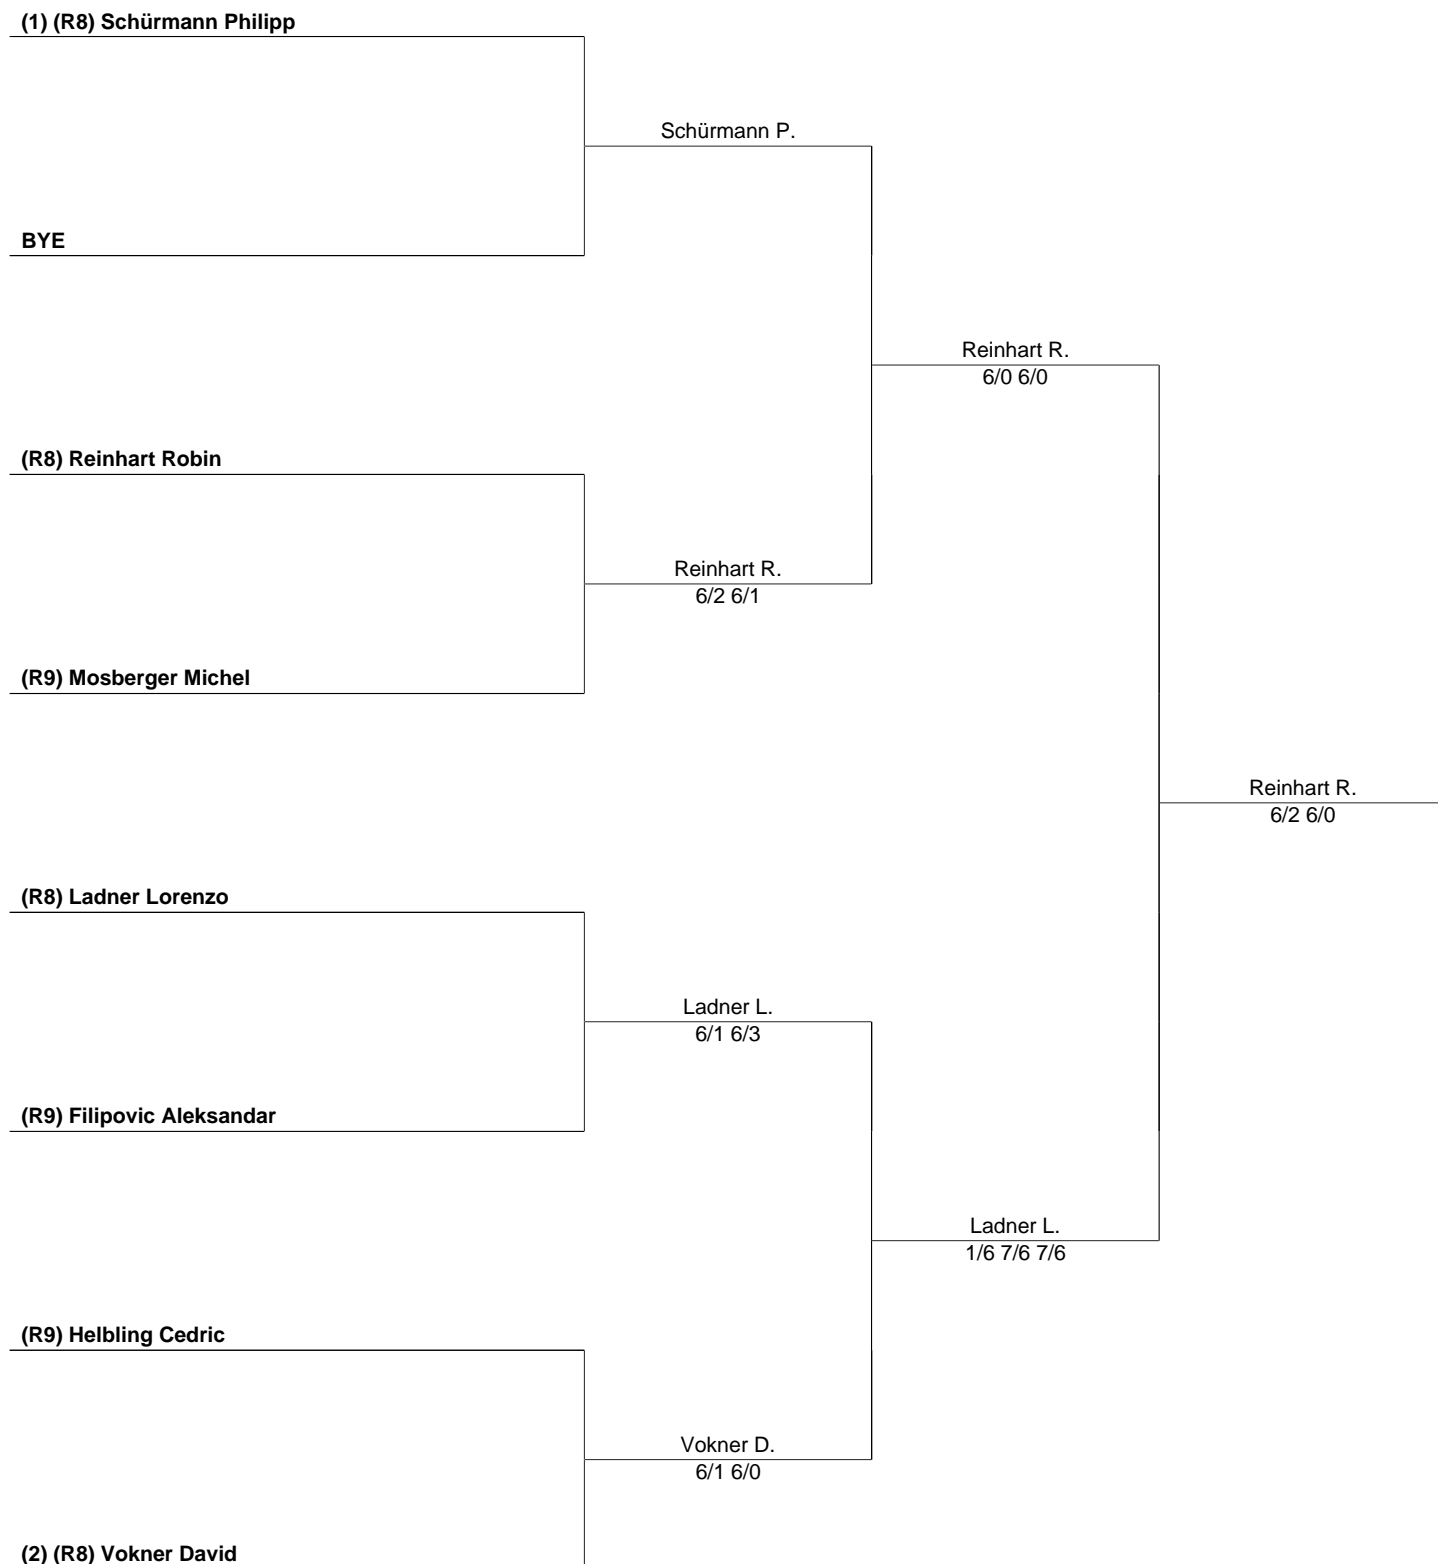 (1) (R8) Schürmann Philipp
Schürmann P.
BYE
Reinhart R.
6/0 6/0
(R8) Reinhart Robin
Reinhart R.
6/2 6/1
(R9) Mosberger Michel
Reinhart R.
6/2 6/0
(R8) Ladner Lorenzo
Ladner L.
6/1 6/3
(R9) Filipovic Aleksandar
Ladner L.
1/6 7/6 7/6
(R9) Helbling Cedric
Vokner D.
6/1 6/0
(2) (R8) Vokner David